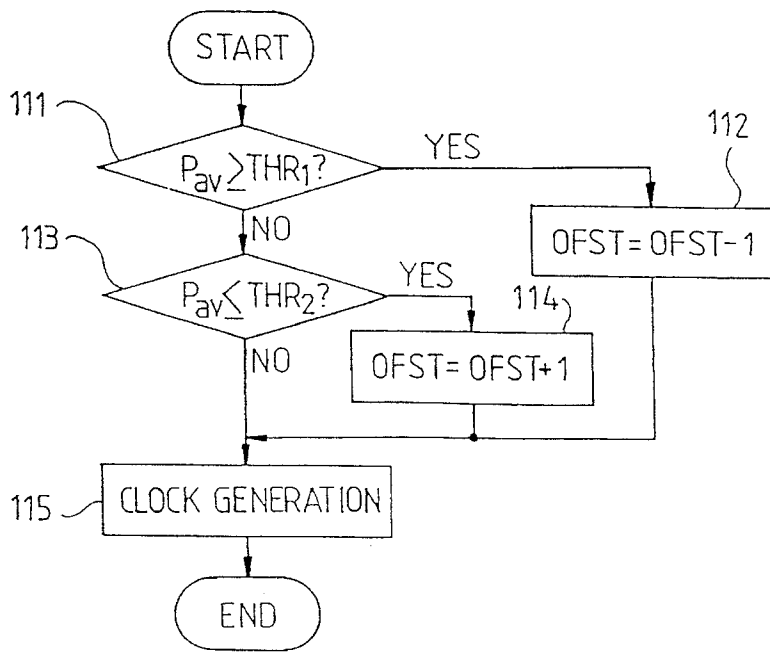 START
111
P_av ≥ THR_1?
YES
112
OFST = OFST - 1
NO
113
P_av ≤ THR_2?
YES
114
OFST = OFST + 1
NO
115
CLOCK GENERATION
END